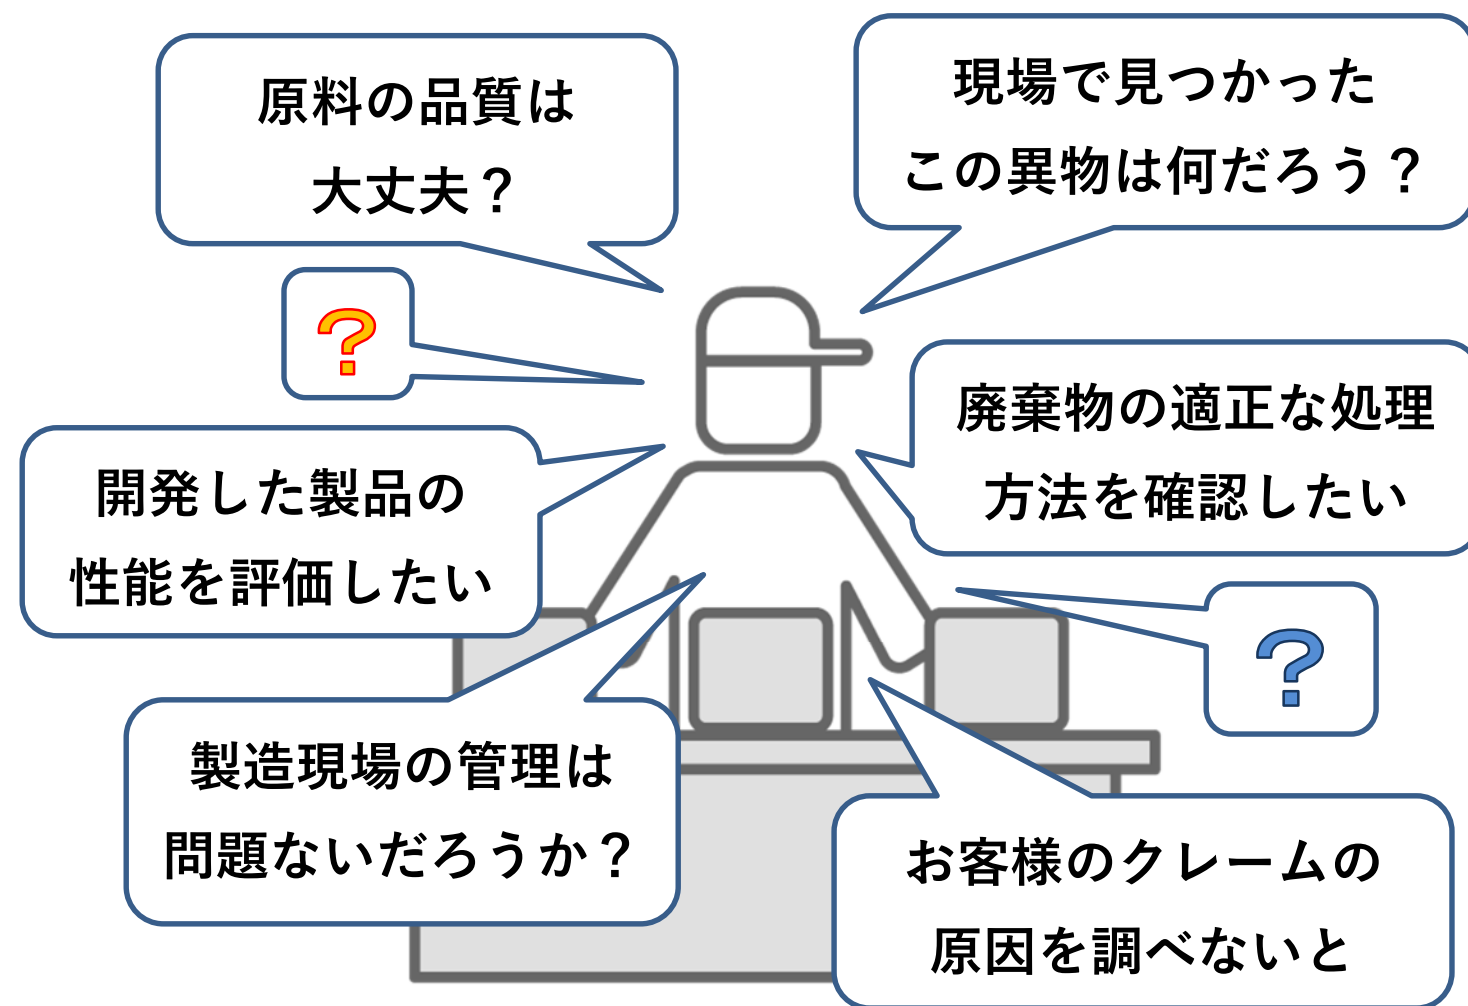 原料の品質は
大丈夫？
現場で見つかった
この異物は何だろう？
?
廃棄物の適正な処理
方法を確認したい
開発した製品の
性能を評価したい
?
製造現場の管理は
問題ないだろうか？
お客様のクレームの
原因を調べないと